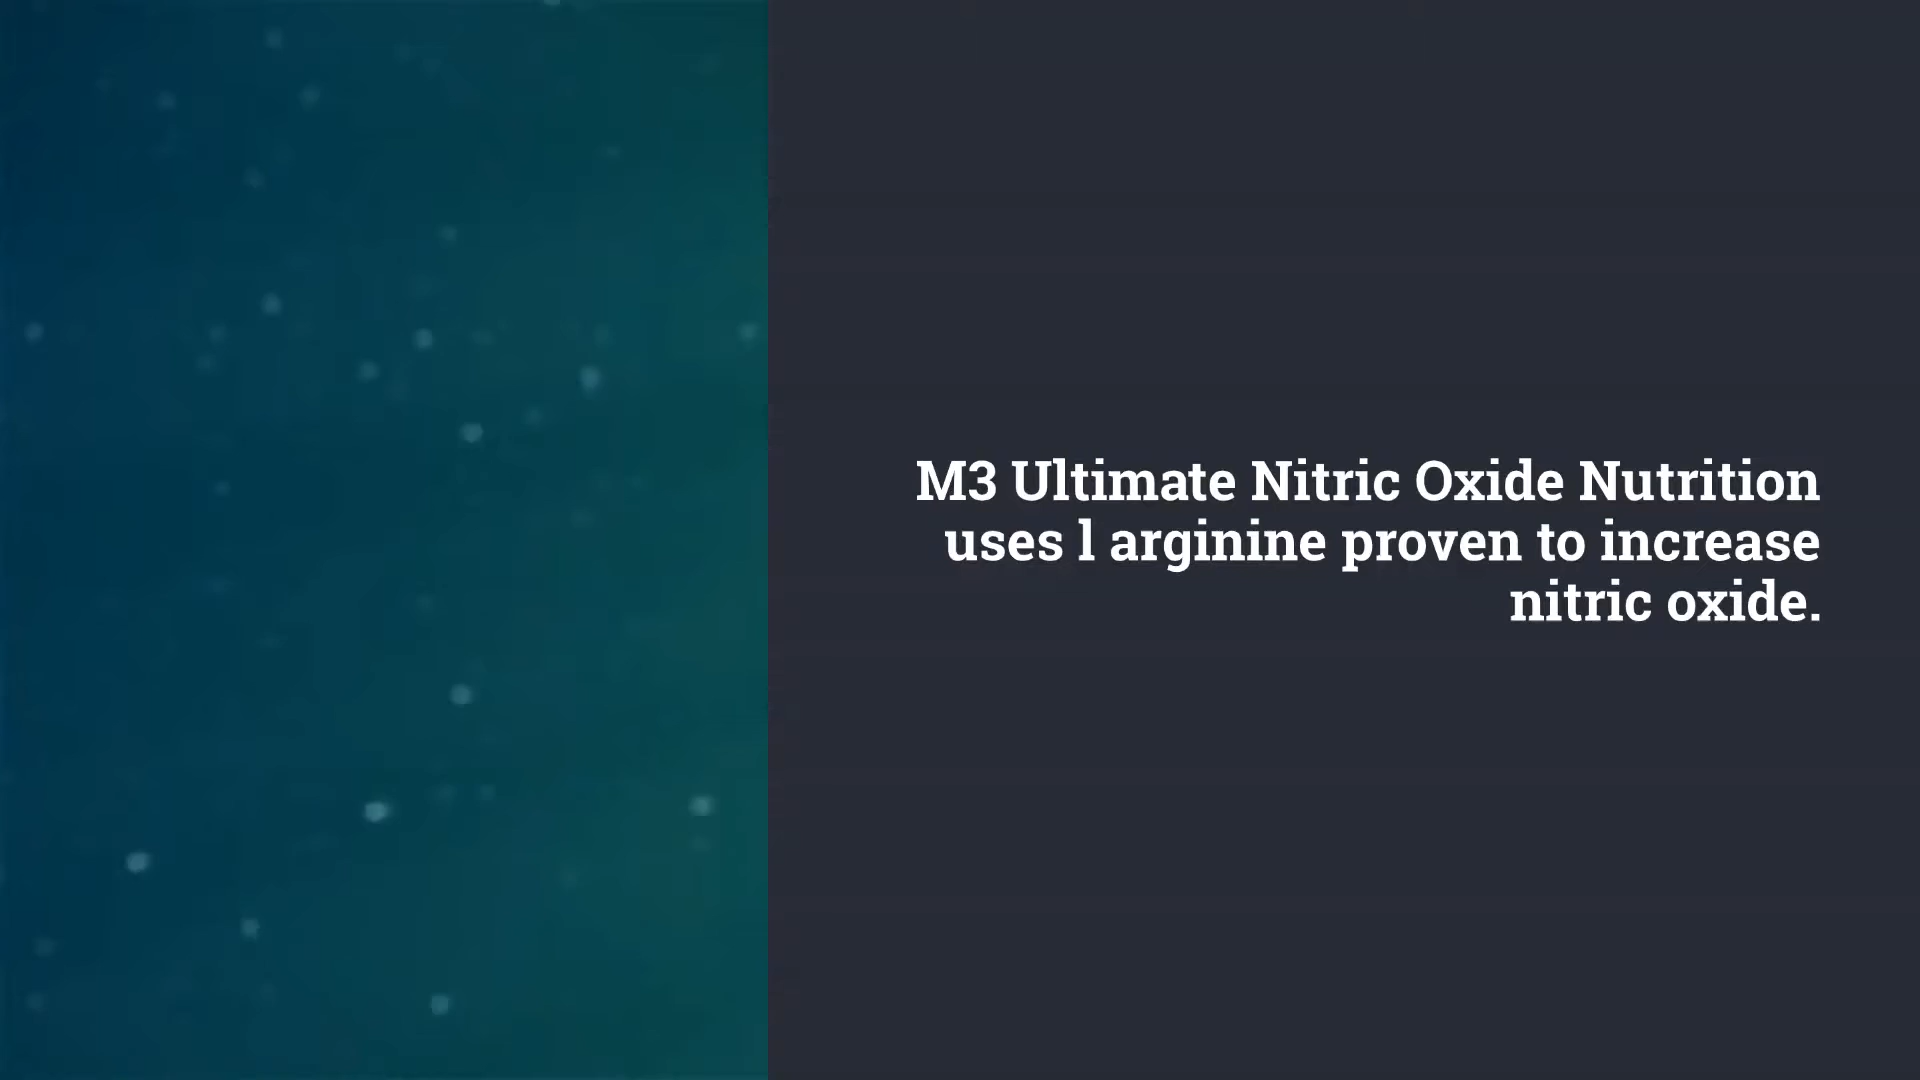 M3 Ultimate Nitric Oxide Nutrition
uses l arginine proven to increase
nitric oxide.